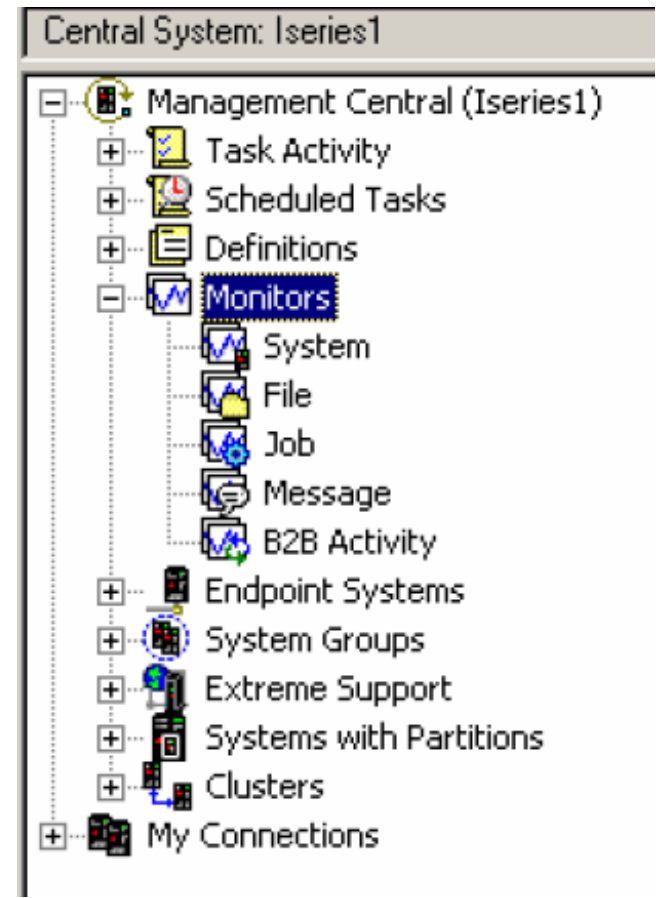 Central System: Iseries1
Management Central (Iseries1)
Task Activity
Scheduled Tasks
Definitions
Monitors
System
File
Job
Message
B2B Activity
Endpoint Systems
System Groups
Extreme Support
Systems with Partitions
Clusters
My Connections